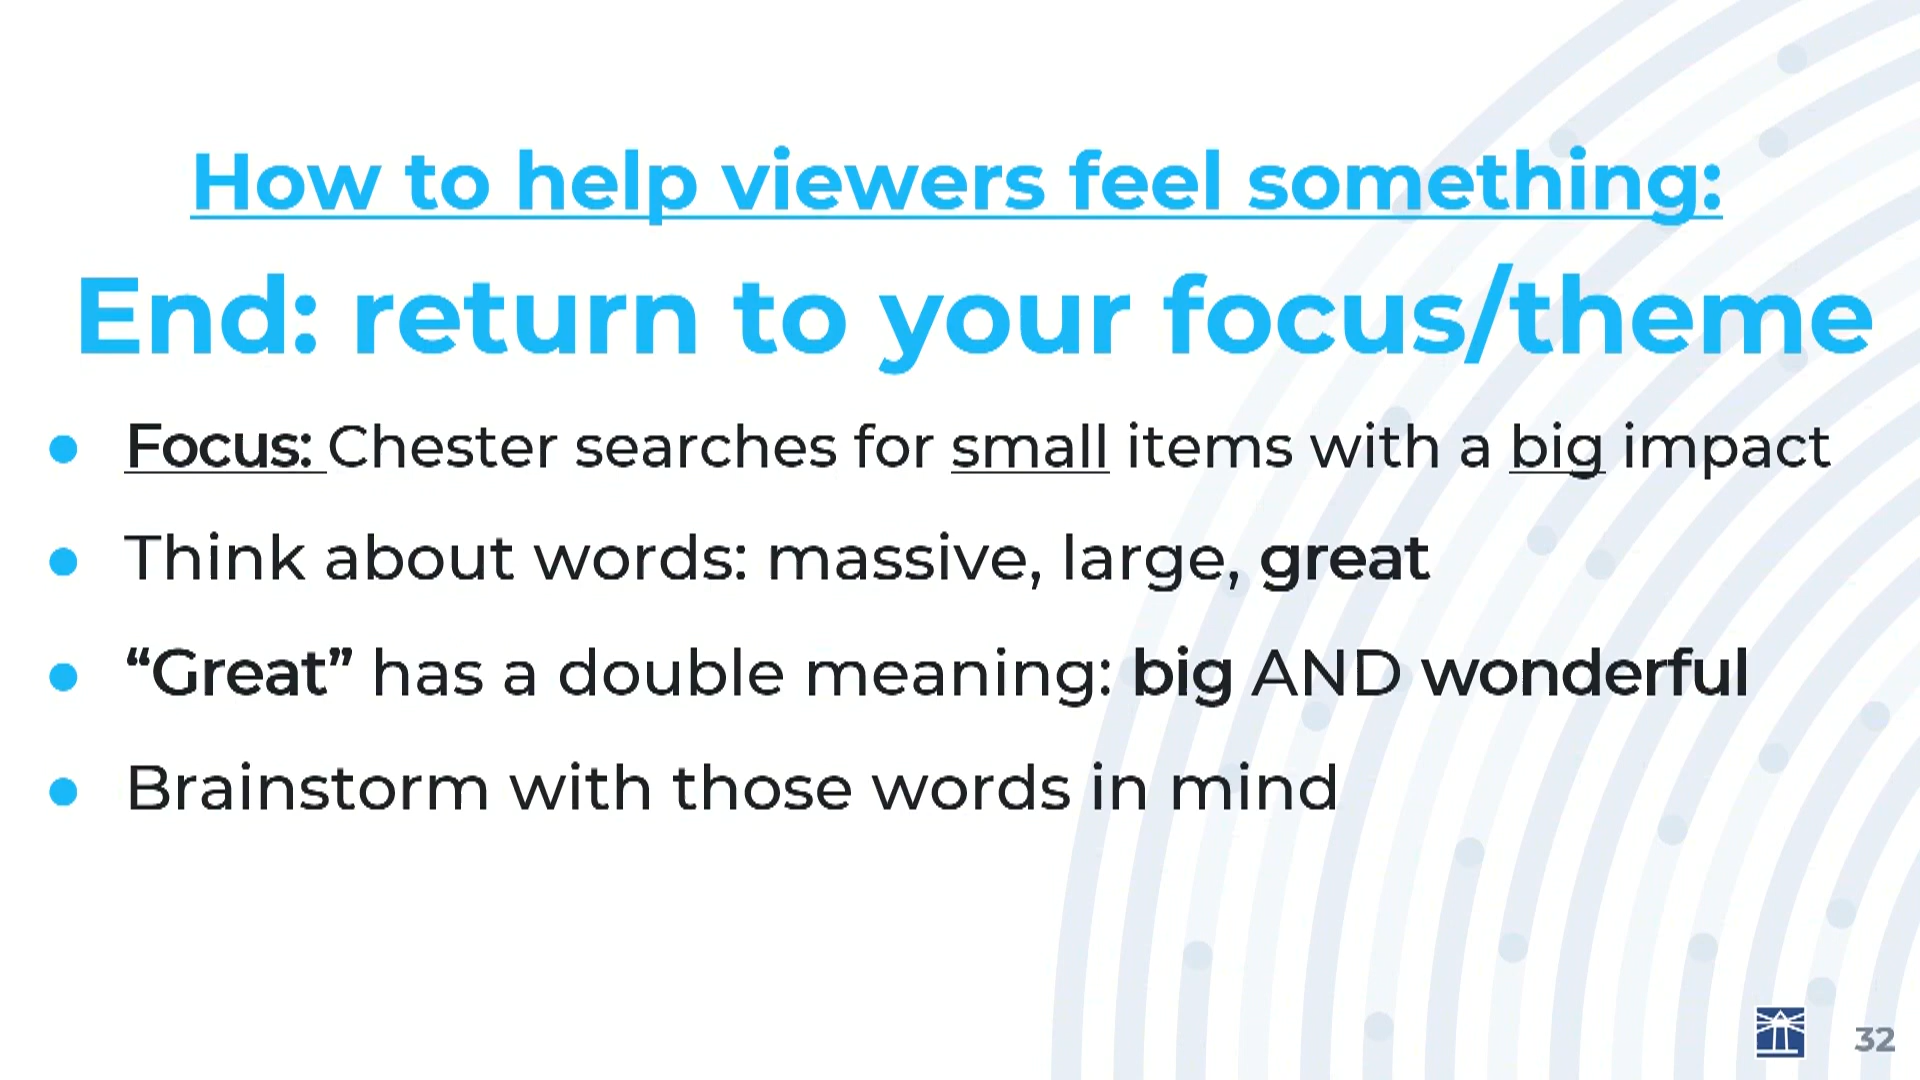 How to help viewers feel something:
End: return to your focus/theme
Focus: Chester searches for small items with a big impact
Think about words: massive, large, great
“Great” has a double meaning: big AND wonderful
Brainstorm with those words in mind
32